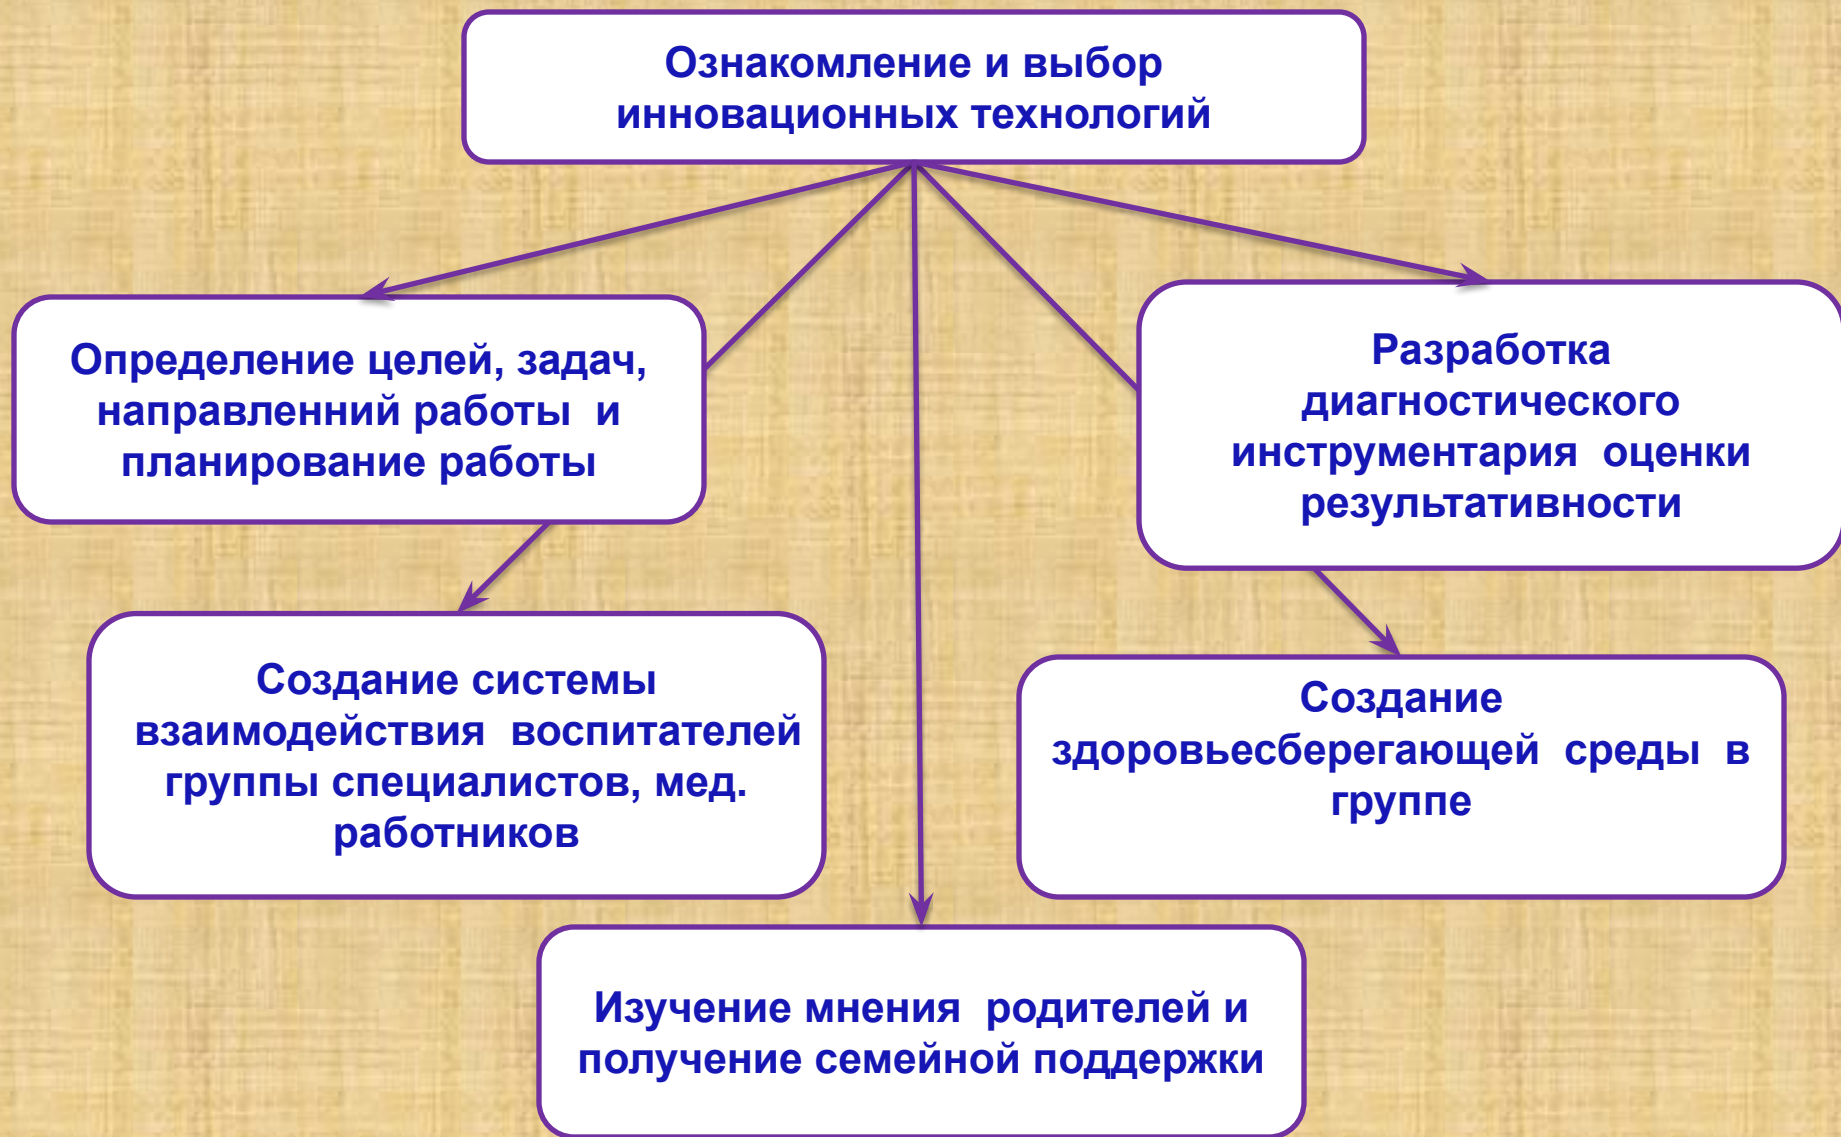 Ознакомление и выбор
инновационных технологий
Определение целей, задач,
направленний работы и
планирование работы
Разработка
диагностического
инструментария оценки
результативности
Создание системы
взаимодействия воспитателей
группы специалистов, мед.
работников
Создание
здоровьесберегающей среды в
группе
Изучение мнения родителей и
получение семейной поддержки